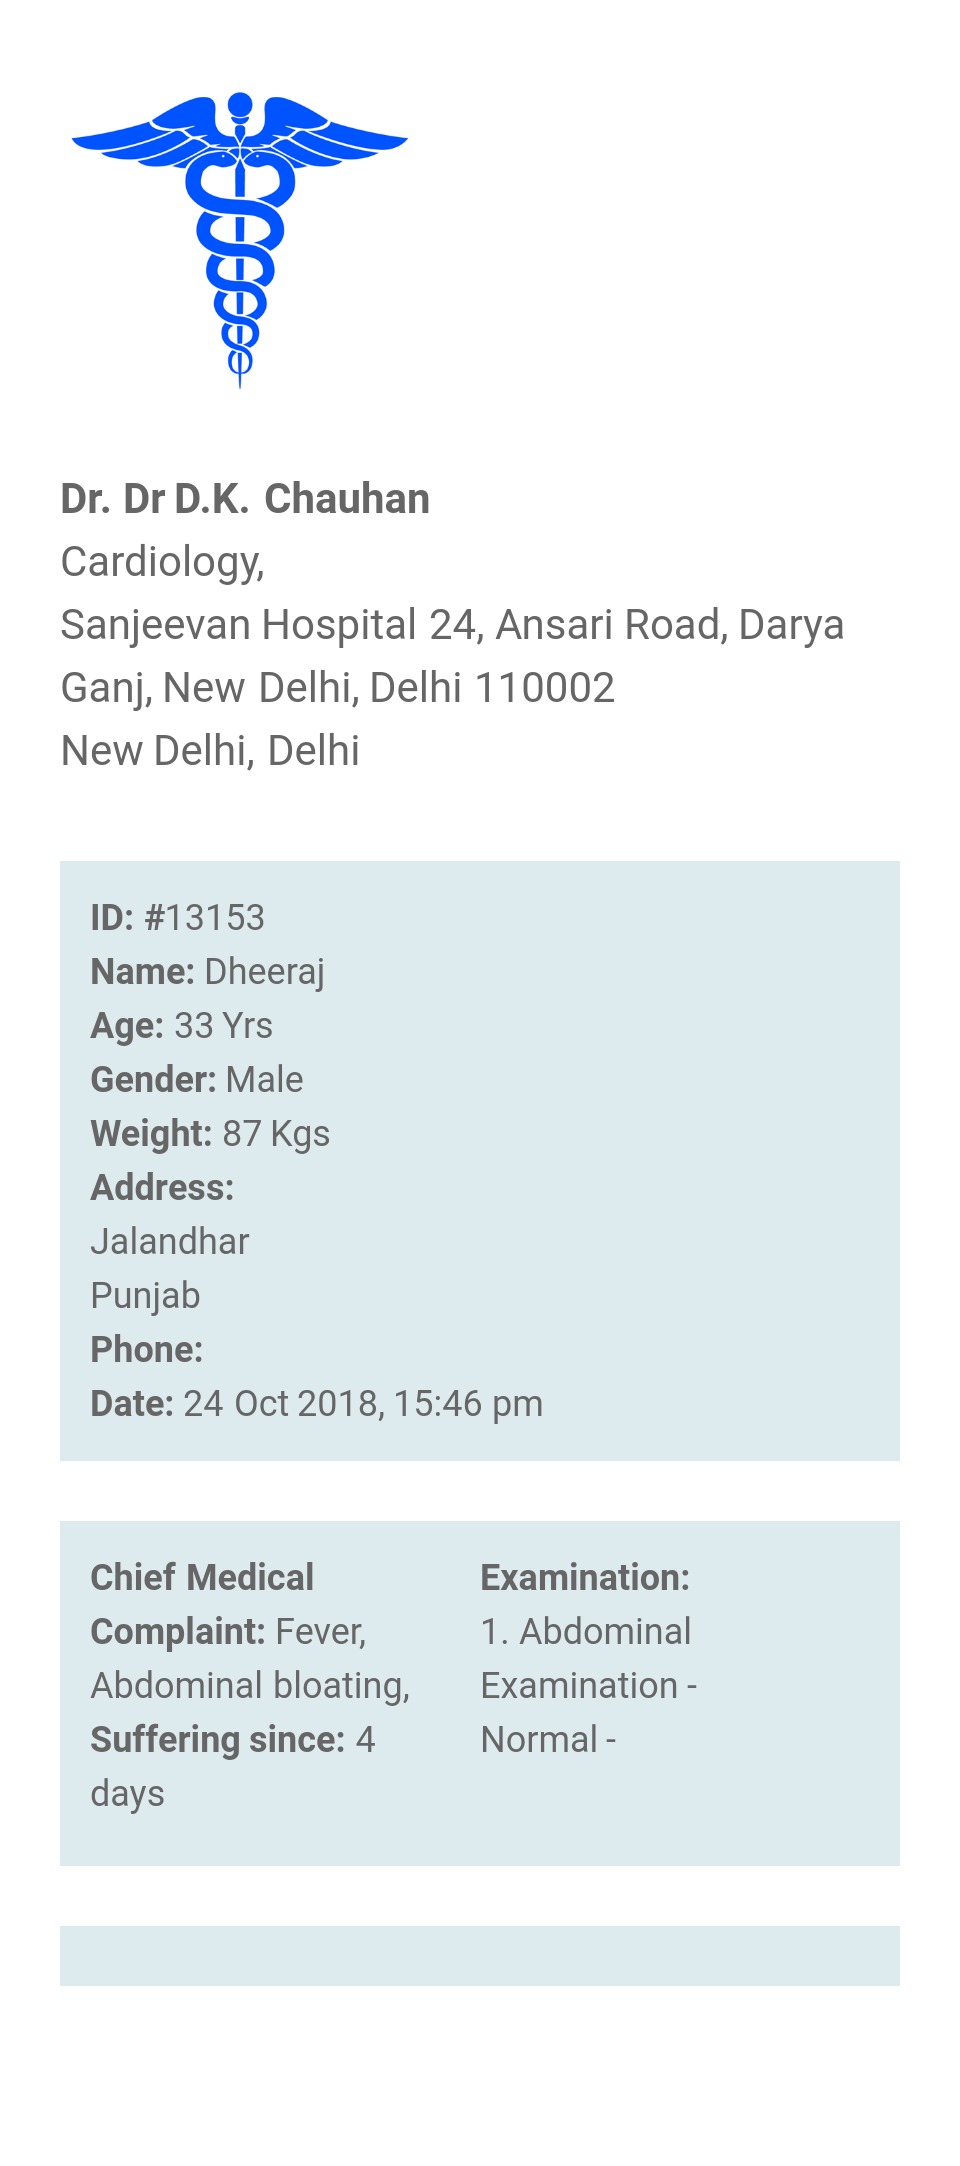 Dr. Dr D.K. Chauhan
Cardiology,
Sanjeevan Hospital 24, Ansari Road, Darya
Ganj, New Delhi, Delhi 110002
New Delhi, Delhi
ID: #13153
Name: Dheeraj
Age: 33 Yrs
Gender: Male
Weight: 87 Kgs
Address:
Jalandhar
Punjab
Phone:
Date: 24 Oct 2018, 15:46 pm
Chief Medical
Complaint: Fever,
Abdominal bloating,
Suffering since: 4
days
Examination:
1. Abdominal
Examination -
Normal -